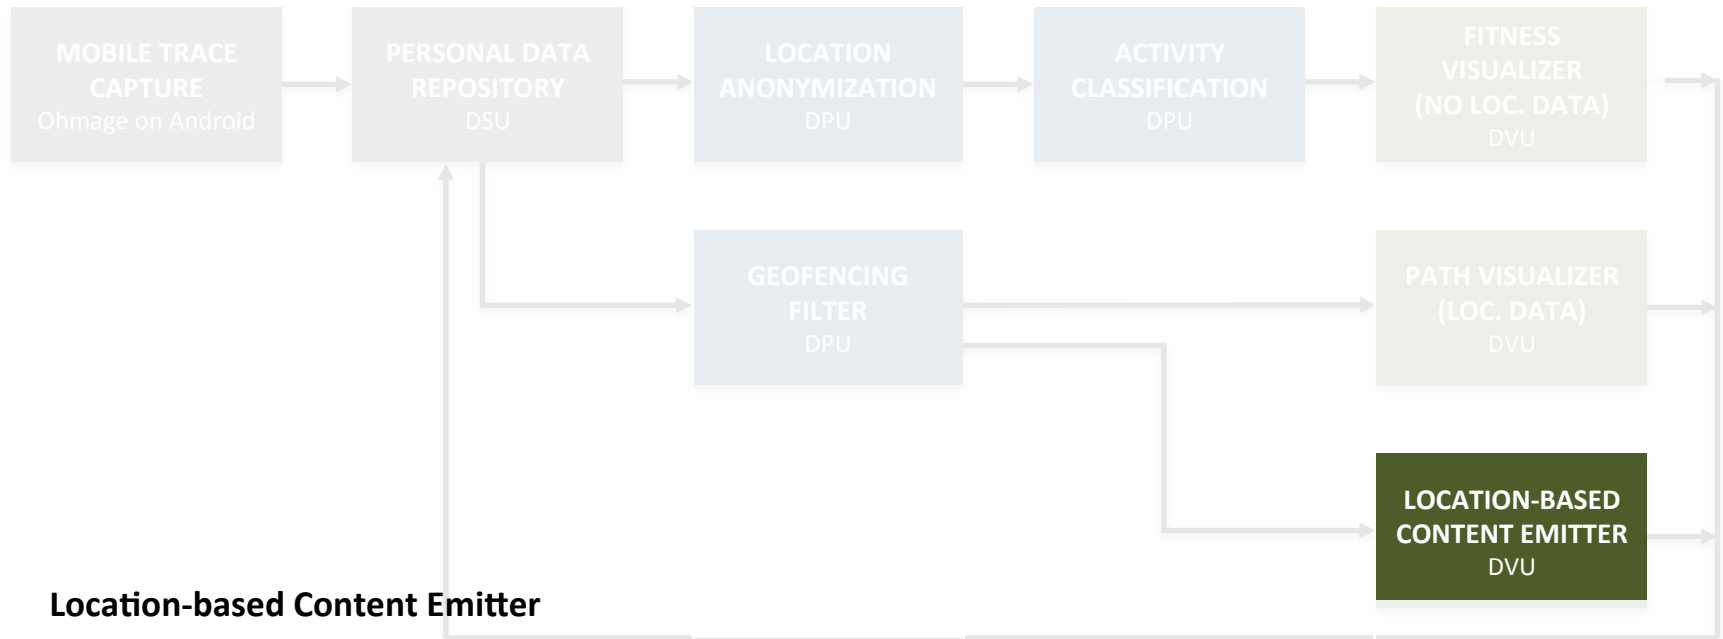 MOBILE TRACE
CAPTURE
Ohmage on Android
PERSONAL DATA
REPOSITORY
DSU
LOCATION
ANONYMIZATION
DPU
ACTIVITY
CLASSIFICATION
DPU
FITNESS
VISUALIZER
(NO LOC. DATA)
DVU
GEOFENCING
FILTER
DPU
PATH VISUALIZER
(LOC. DATA)
DVU
LOCATION-BASED
CONTENT EMITTER
DVU
Location-based Content Emitter